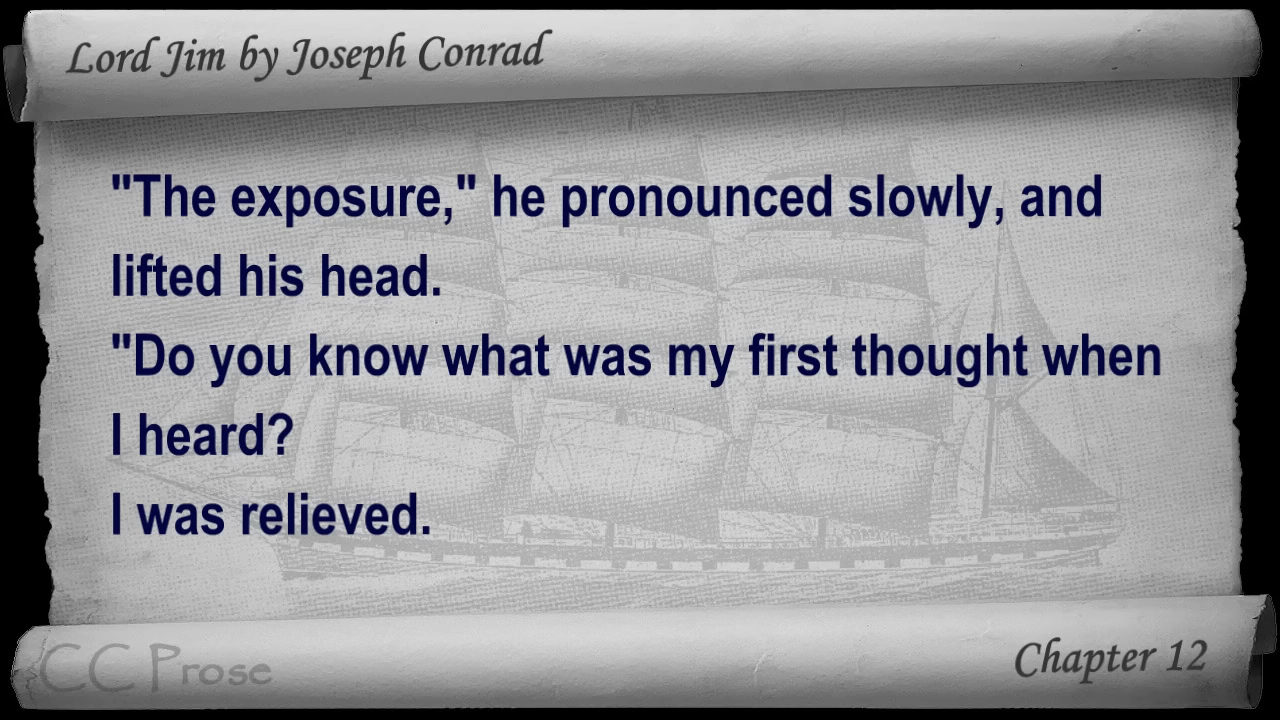 Lord Jim by Joseph Conrad
"The exposure," he pronounced slowly, and
lifted his head.
"Do you know what was my first thought when
I heard?
I was relieved.
CC Prose
Chapter 12